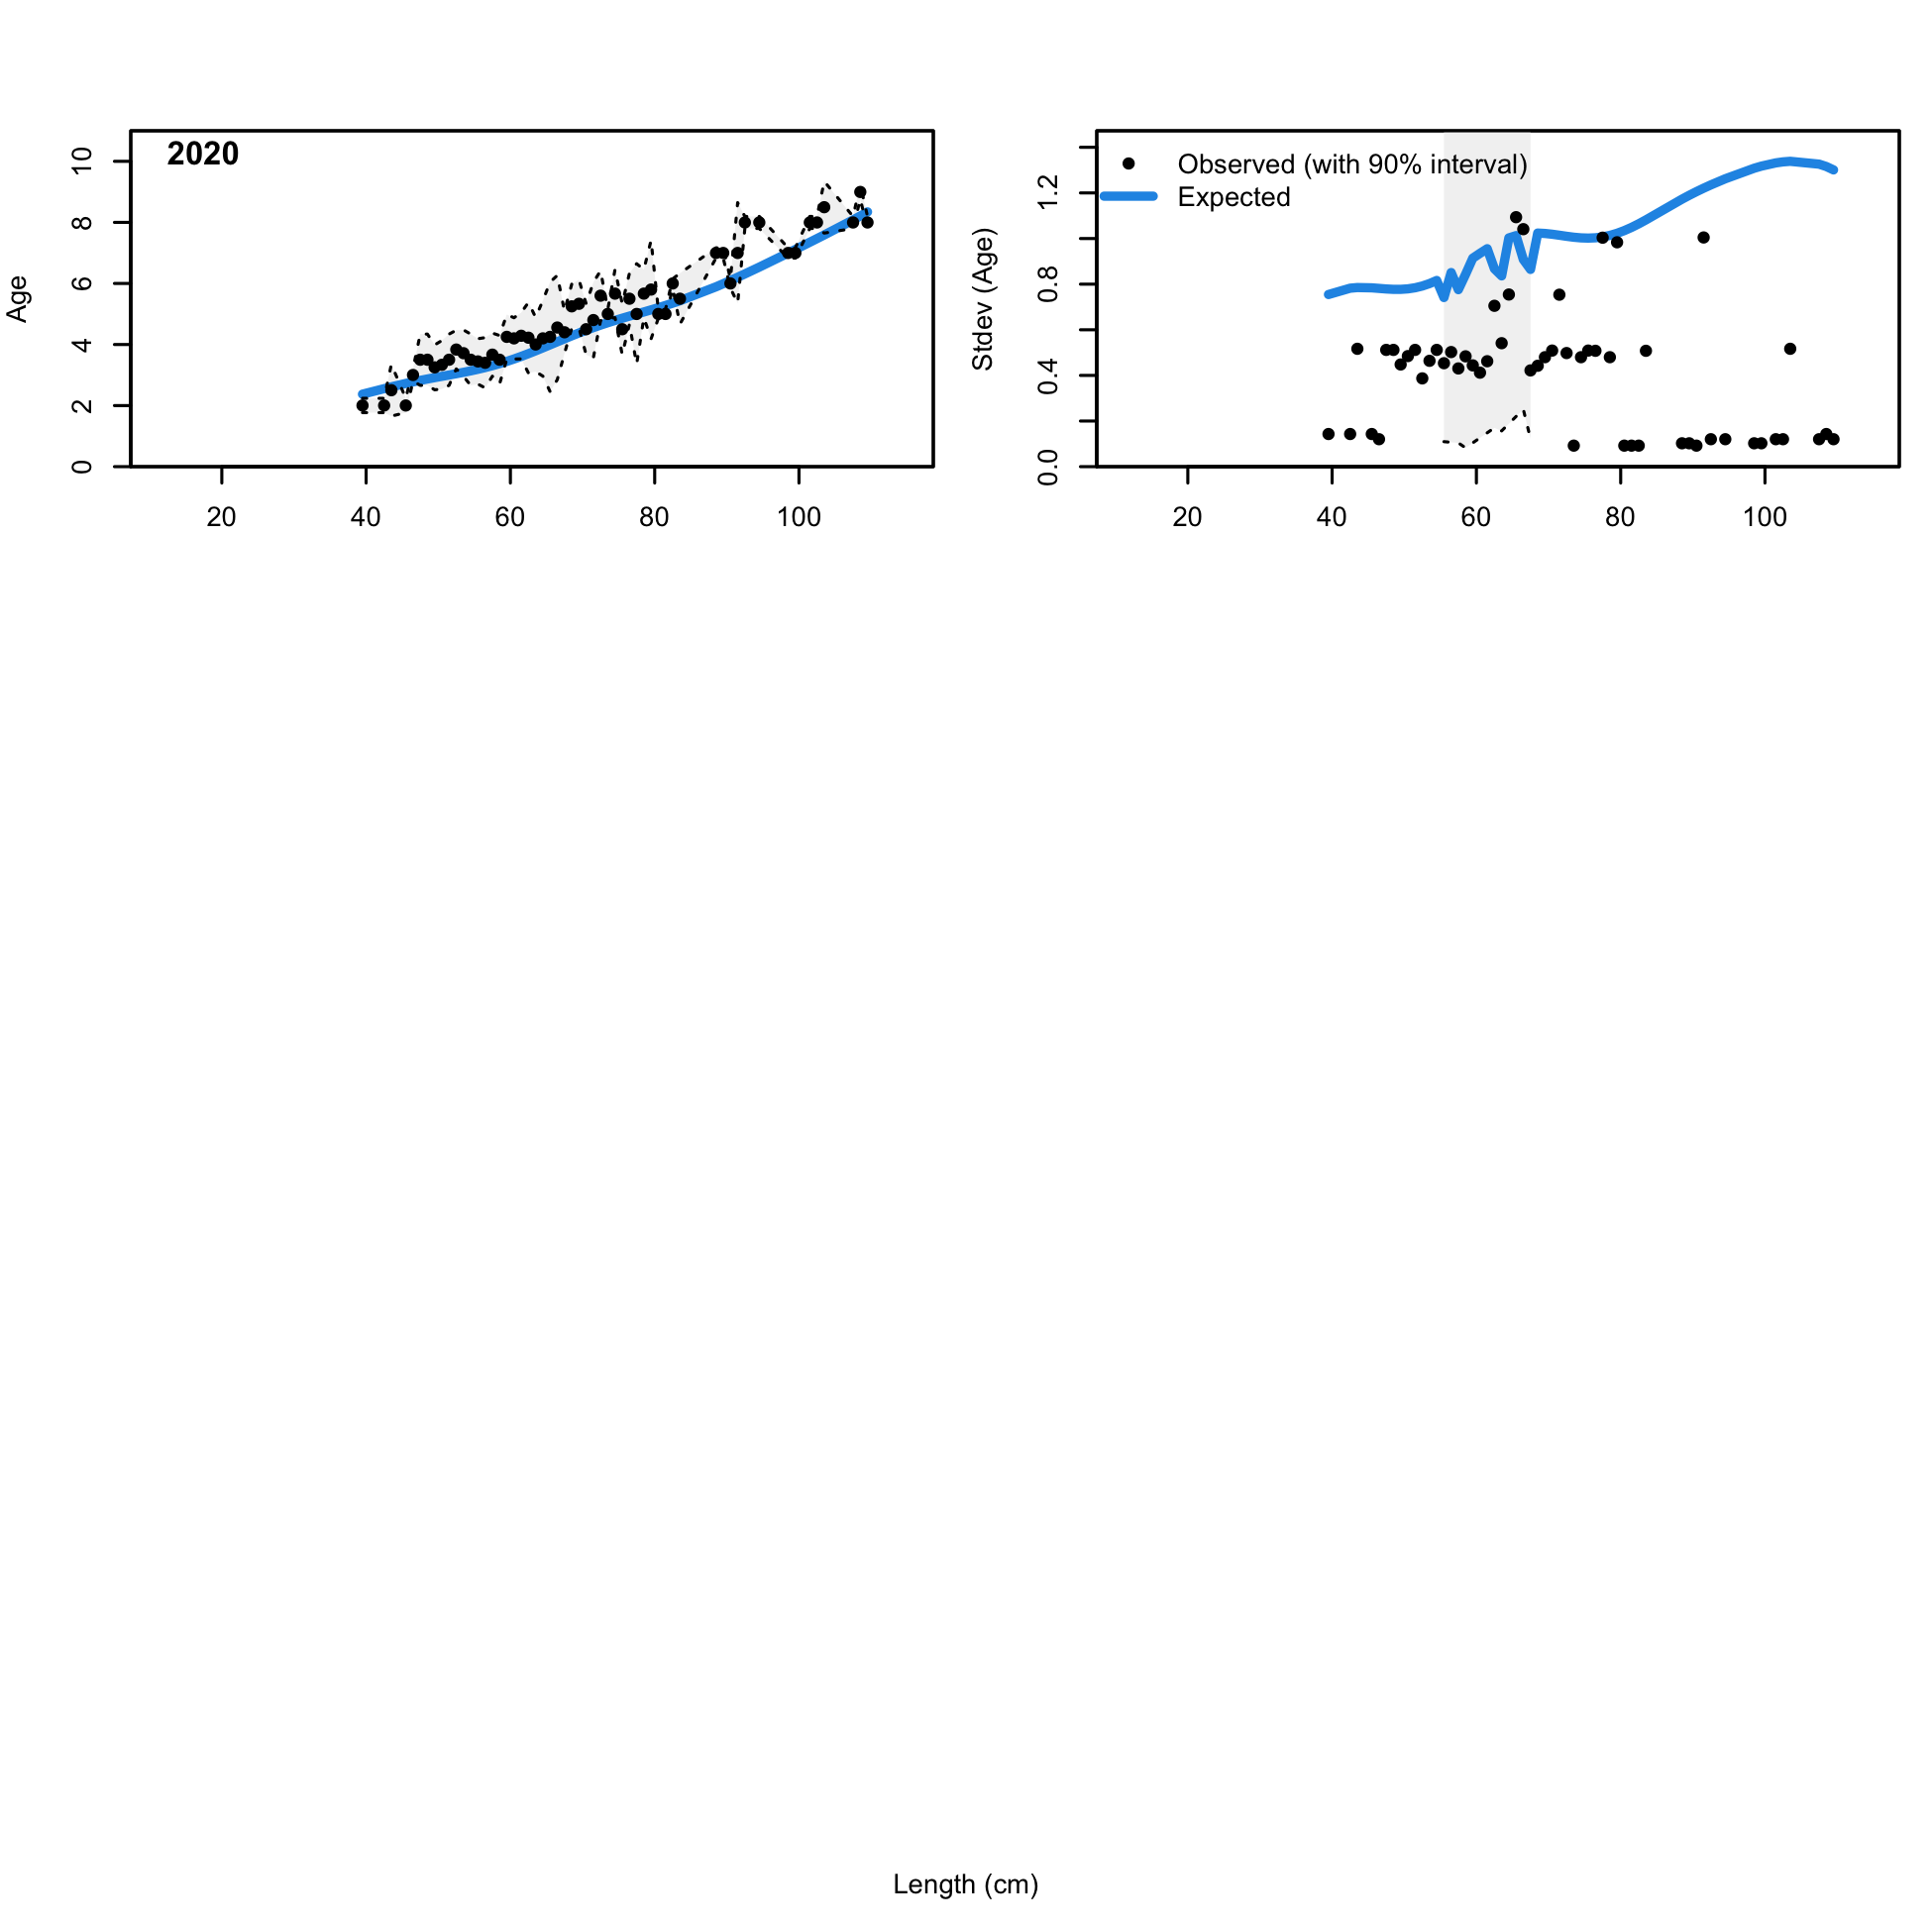 2020
Age
0 2 4 6 8 10
20 40 60 80 100
Observed (with 90% interval)
Expected
Stdev (Age)
0.0 0.4 0.8 1.2
20 40 60 80 100
Length (cm)